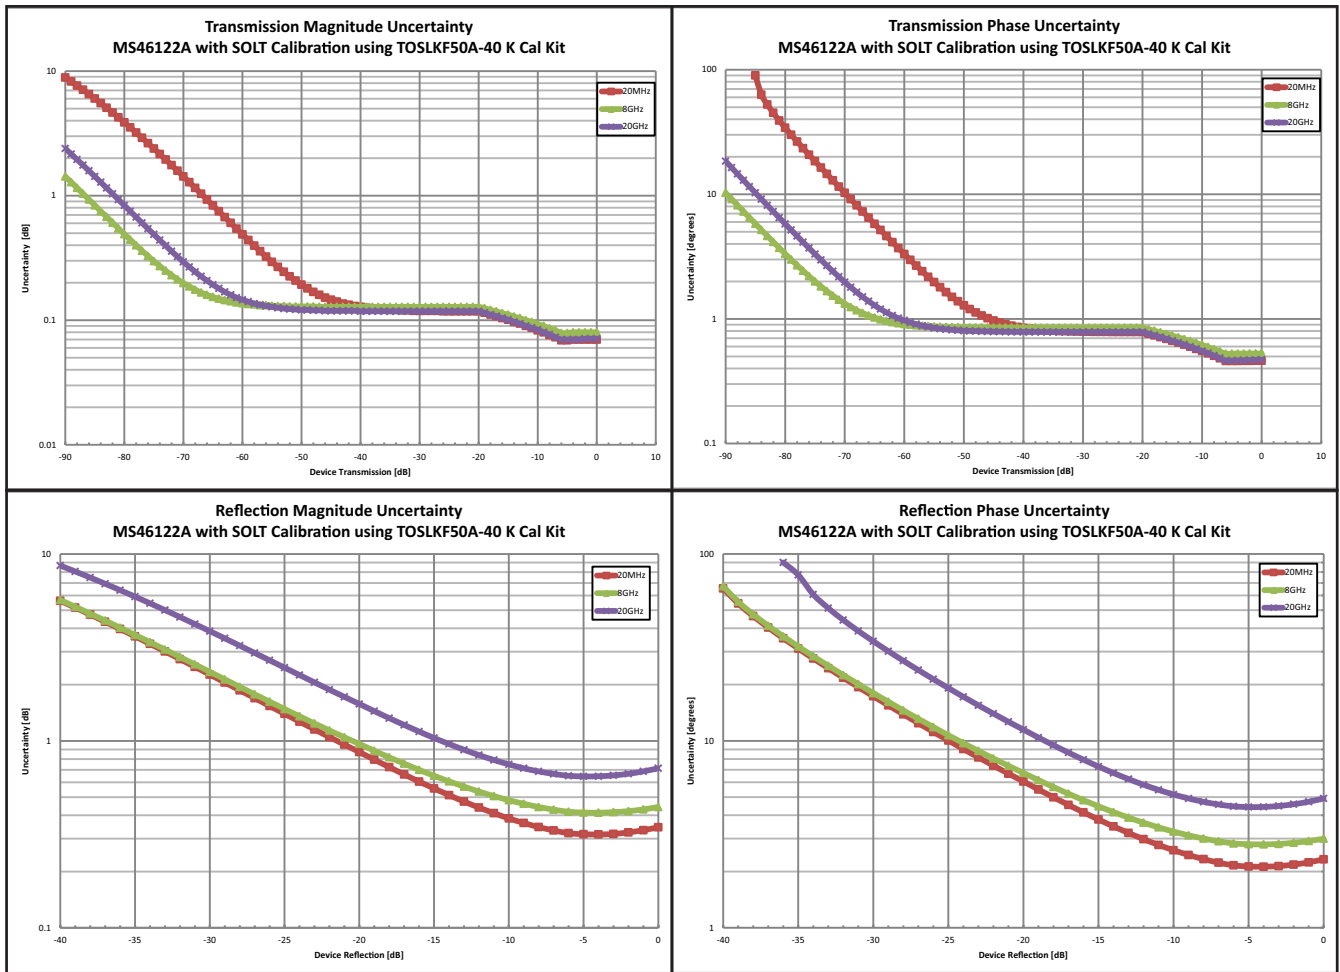 Transmission Magnitude Uncertainty
MS46122A with SOLT Calibration using TOSLKF50A-40 K Cal Kit
10
1
0.1
0.01
Uncertainty [dB]
-90 -80 -70 -60 -50 -40 -30 -20 -10 0 10
Device Transmission [dB]
20MHz
8GHz
20GHz
Transmission Phase Uncertainty
MS46122A with SOLT Calibration using TOSLKF50A-40 K Cal Kit
100
10
1
0.1
Uncertainty [degrees]
-90 -80 -70 -60 -50 -40 -30 -20 -10 0 10
Device Transmission [dB]
20MHz
8GHz
20GHz
Reflection Magnitude Uncertainty
MS46122A with SOLT Calibration using TOSLKF50A-40 K Cal Kit
10
1
0.1
Uncertainty [dB]
-40 -35 -30 -25 -20 -15 -10 -5 0
Device Reflection [dB]
20MHz
8GHz
20GHz
Reflection Phase Uncertainty
MS46122A with SOLT Calibration using TOSLKF50A-40 K Cal Kit
100
10
1
Uncertainty [degrees]
-40 -35 -30 -25 -20 -15 -10 -5 0
Device Reflection [dB]
20MHz
8GHz
20GHz